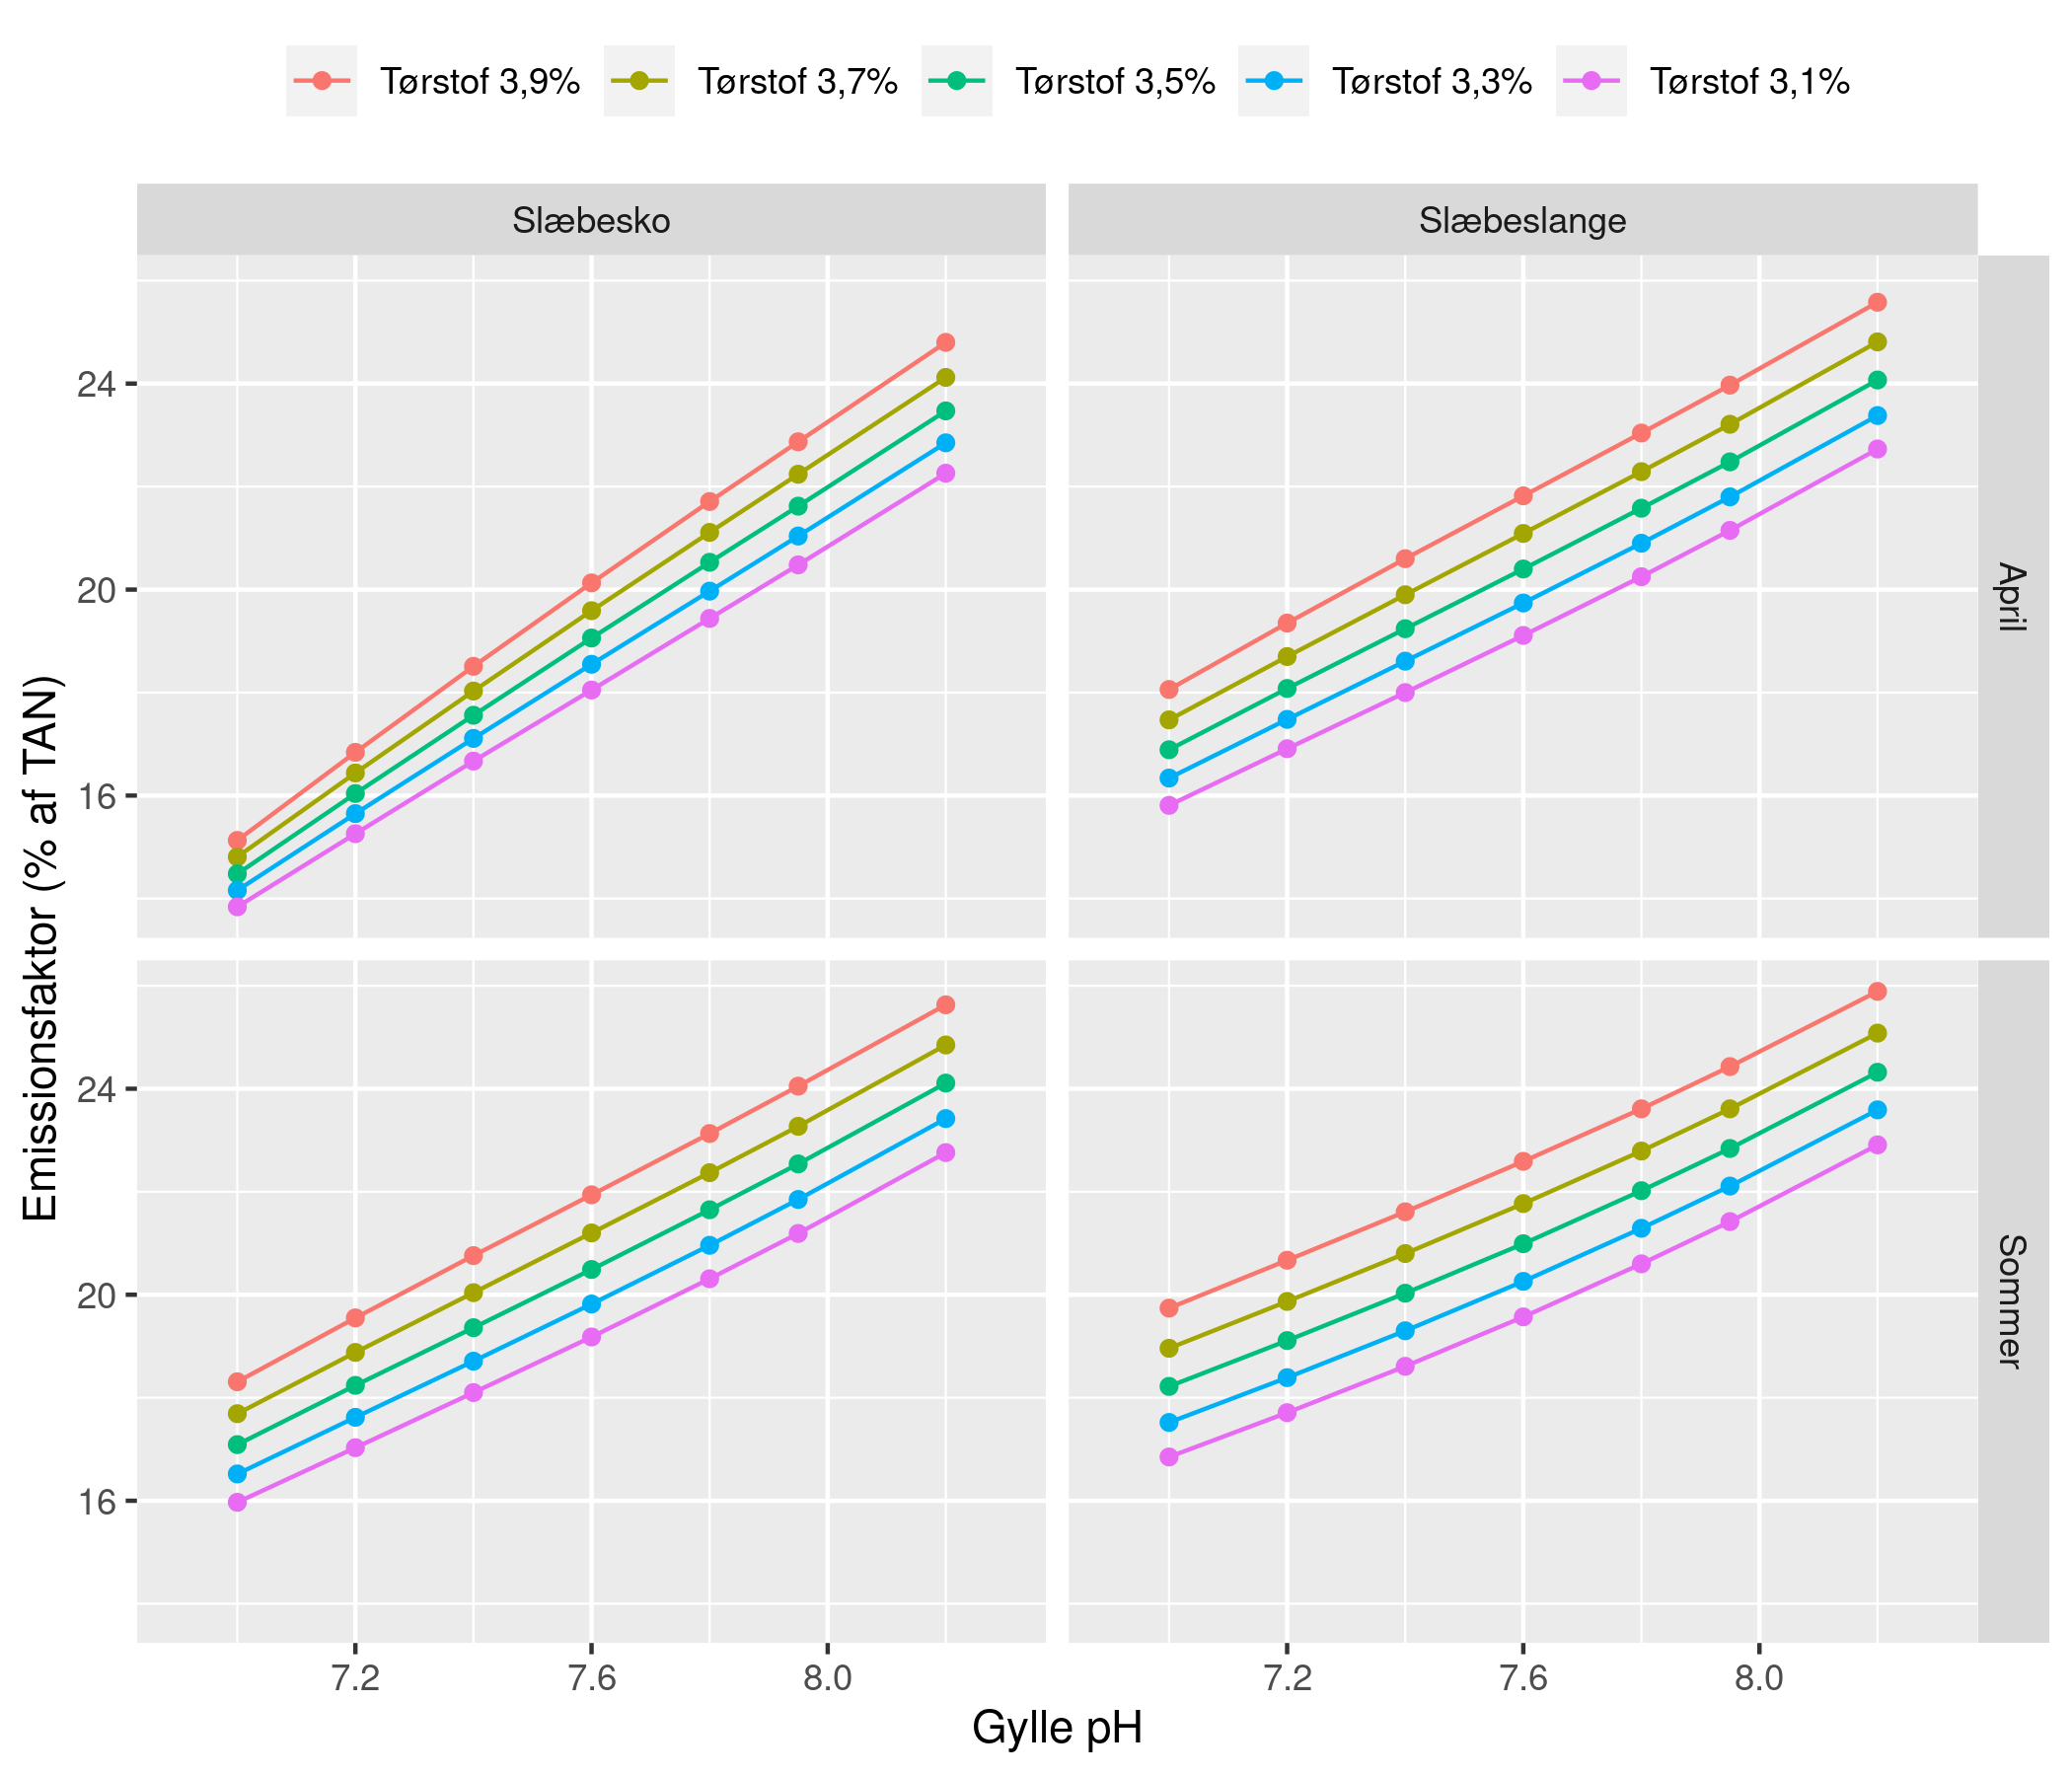 Tørstof 3,9% Tørstof 3,7% Tørstof 3,5% Tørstof 3,3% Tørstof 3,1%
Slæbesko Slæbeslange
24
20
16
April
Emissionsfaktor (% af TAN)
24
20
16
Sommer
7.2 7.6 8.0 7.2 7.6 8.0
Gylle pH